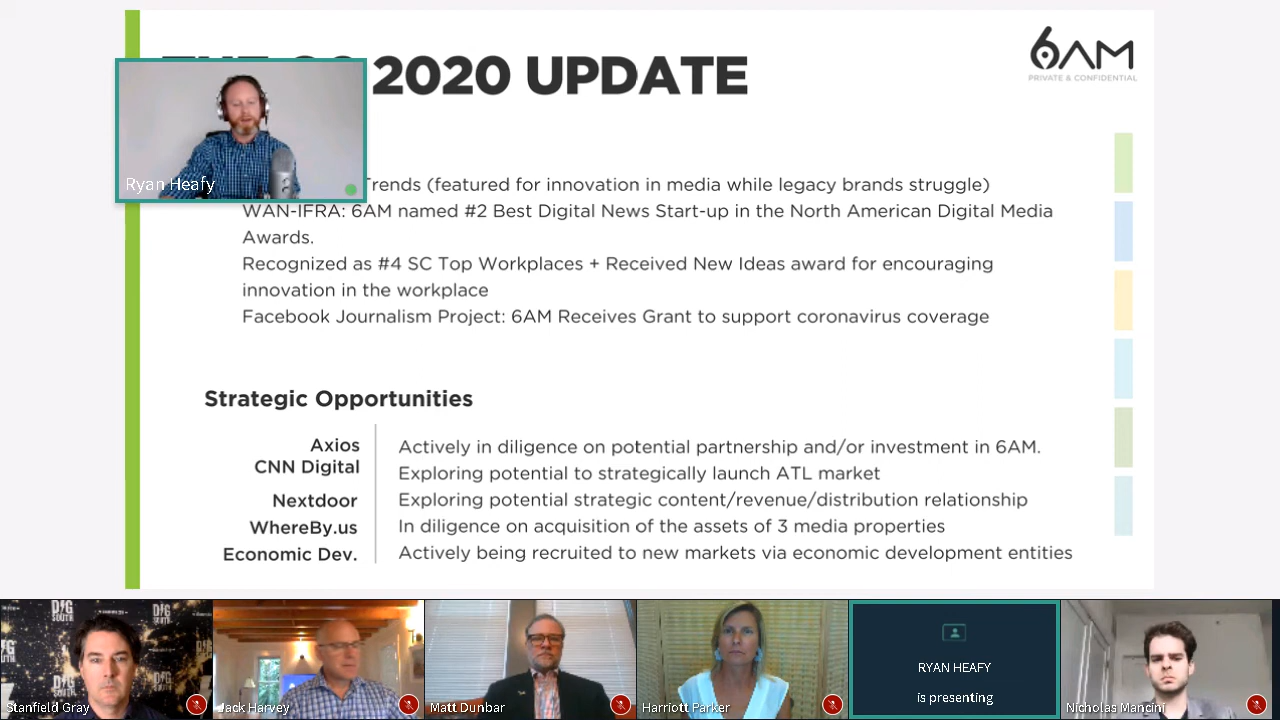 2020 UPDATE
6AM
PRIVATE & CONFIDENTIAL
Ryan Heafy
Trends (featured for innovation in media while legacy brands struggle)
WAN-IFRA: 6AM named #2 Best Digital News Start-up in the North American Digital Media
Awards.
Recognized as #4 SC Top Workplaces + Received New Ideas award for encouraging
innovation in the workplace
Facebook Journalism Project: 6AM Receives Grant to support coronavirus coverage
Strategic Opportunities
Axios Actively in diligence on potential partnership and/or investment in 6AM.
CNN Digital Exploring potential to strategically launch ATL market
Nextdoor Exploring potential strategic content/revenue/distribution relationship
WhereBy.us In diligence on acquisition of the assets of 3 media properties
Economic Dev. Actively being recruited to new markets via economic development entities
DIG
SOUTH
Stanfield Gray
Jack Harvey
Matt Dunbar
Harriott Parker
RYAN HEAFY
is presenting
Nicholas Mancini